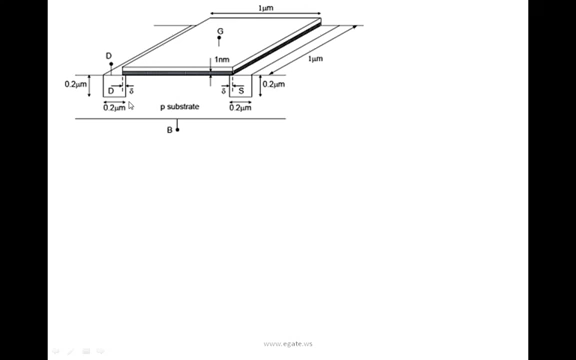 1μm
G
D
1nm
1μm
0.2μm
D
δ
δ
S
0.2μm
0.2μm
p substrate
0.2μm
B
www.egate.ws